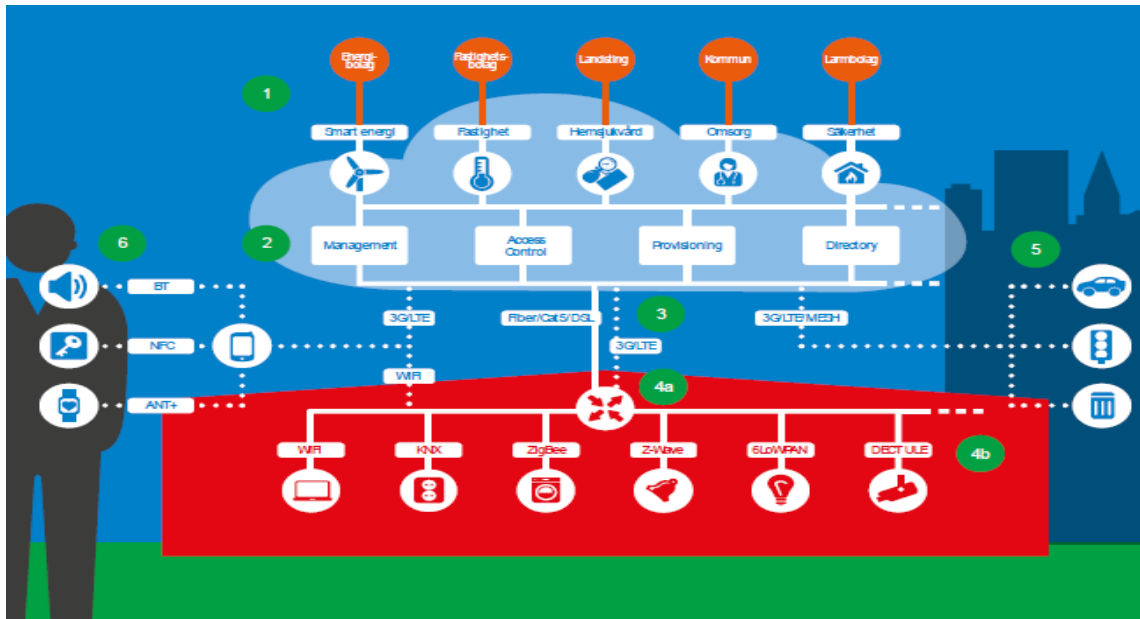 Energi-
bolag
Fastighets-
bolag
Landsting
Kommun
Larmbolag
1
Smart energi
Fastighet
Hemsjukvård
Omsorg
Säkerhet
6
2
Management
Access
Control
Provisioning
Directory
5
BT
3G/LTE
Fiber/Cat5/DSL
3
3G/LTE/MESH
NFC
3G/LTE
WIFI
4a
ANT+
WIFI
KNX
ZigBee
Z-Wave
6LoWPAN
DECT ULE
4b